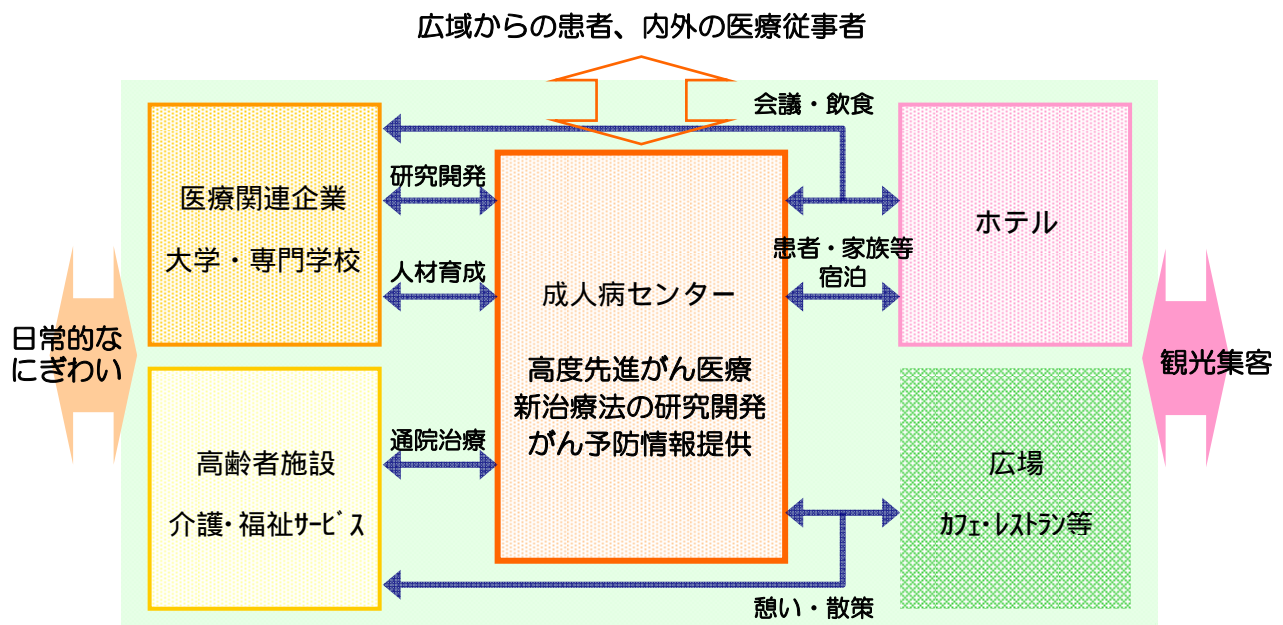 広域からの患者、内外の医療従事者
会議・飲食
研究開発
医療関連企業
大学・専門学校
人材育成
ホテル
患者・家族等
宿泊
成人病センター
高度先進がん医療
新治療法の研究開発
がん予防情報提供
日常的な
にぎわい
観光集客
通院治療
高齢者施設
介護・福祉ｻｰﾋﾞｽ
広場
ｶﾌｪ・ﾚｽﾄﾗﾝ等
憩い・散策